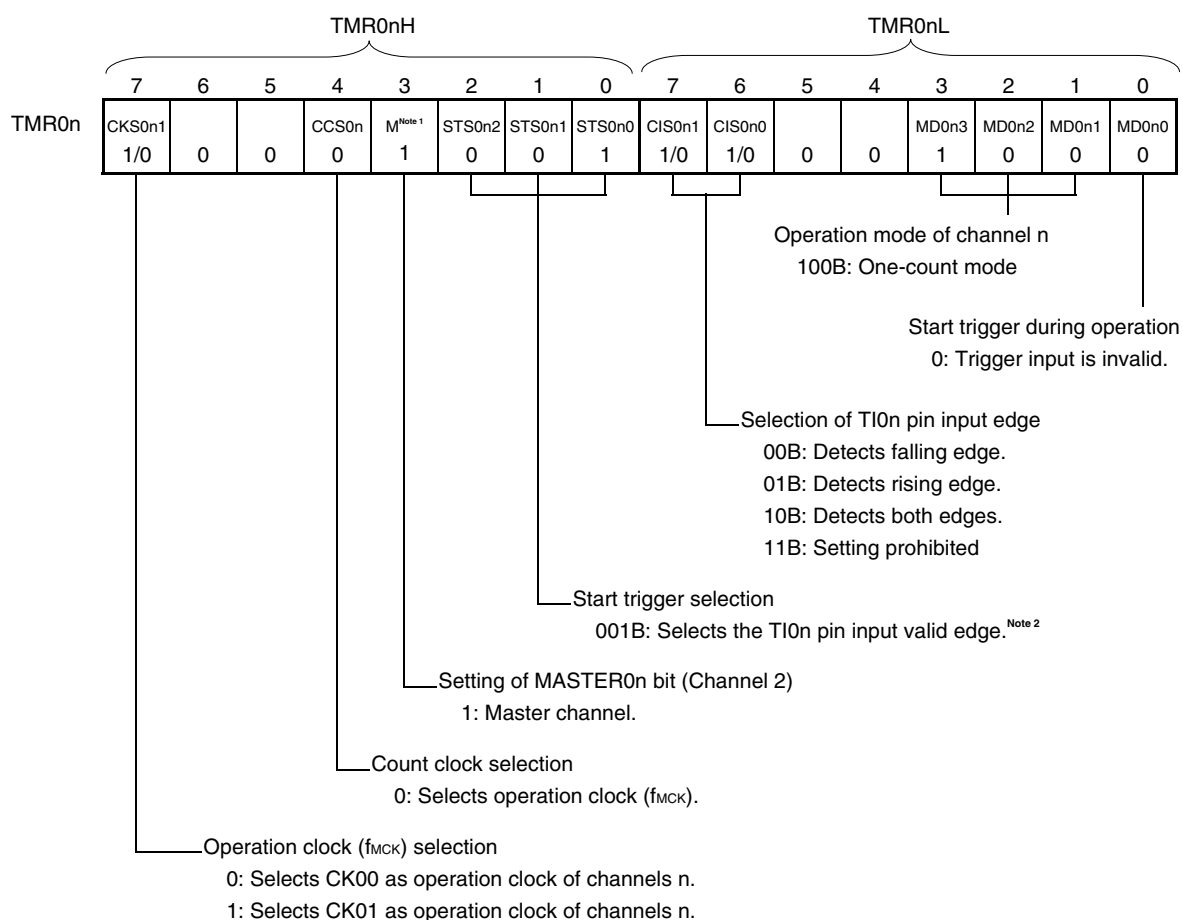 TMR0nH TMR0nL
7 6 5 4 3 2 1 0 7 6 5 4 3 2 1 0
TMR0n CKS0n1 CCS0n M Note 1 STS0n2 STS0n1 STS0n0 CIS0n1 CIS0n0 MD0n3 MD0n2 MD0n1 MD0n0
1/0 0 0 0 1 0 0 1 1/0 1/0 0 0 1 0 0 0
Operation mode of channel n
100B: One-count mode
Start trigger during operation
0: Trigger input is invalid.
Selection of TI0n pin input edge
00B: Detects falling edge.
01B: Detects rising edge.
10B: Detects both edges.
11B: Setting prohibited
Start trigger selection
001B: Selects the TI0n pin input valid edge. Note 2
Setting of MASTER0n bit (Channel 2)
1: Master channel.
Count clock selection
0: Selects operation clock (fMCK).
Operation clock (fMCK) selection
0: Selects CK00 as operation clock of channels n.
1: Selects CK01 as operation clock of channels n.